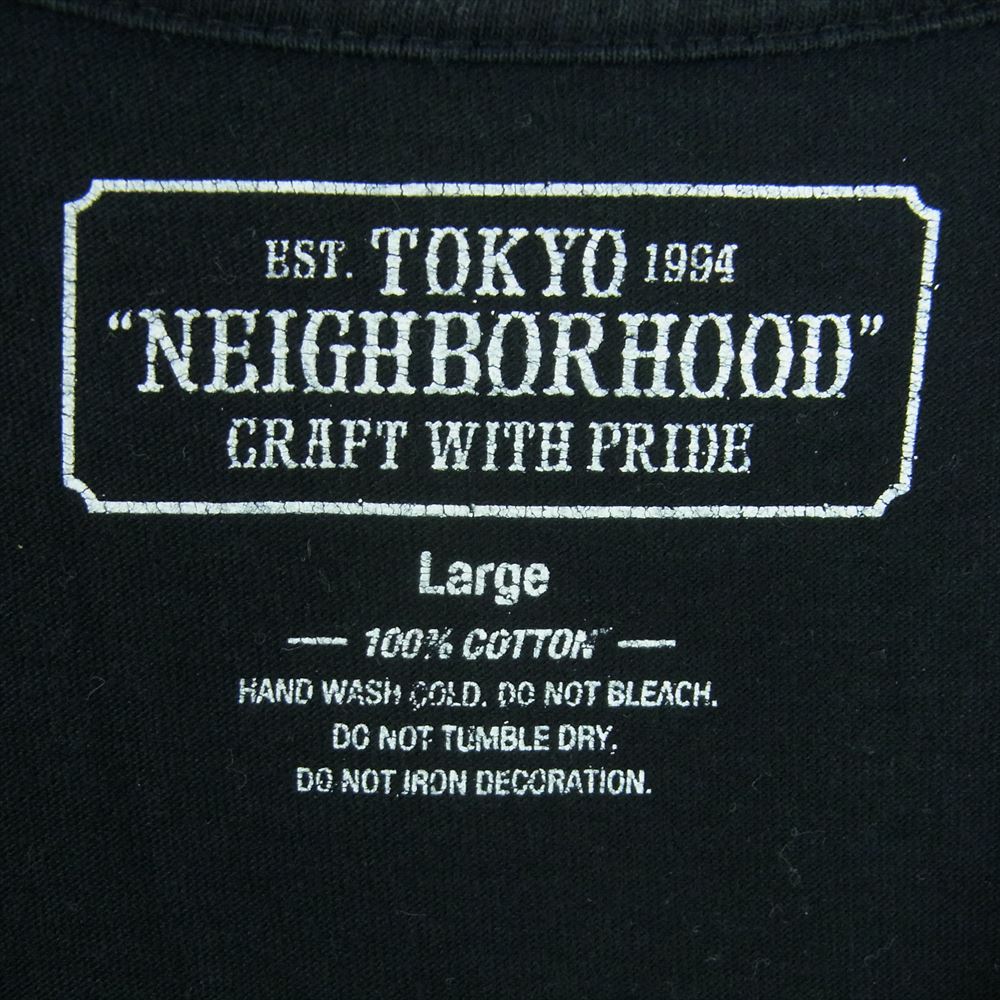 EST. TOKYO 1994
“NEIGHBORHOOD”
CRAFT WITH PRIDE
Large
— 100% COTTON —
HAND WASH COLD. DO NOT BLEACH.
DO NOT TUMBLE DRY.
DO NOT IRON DECORATION.